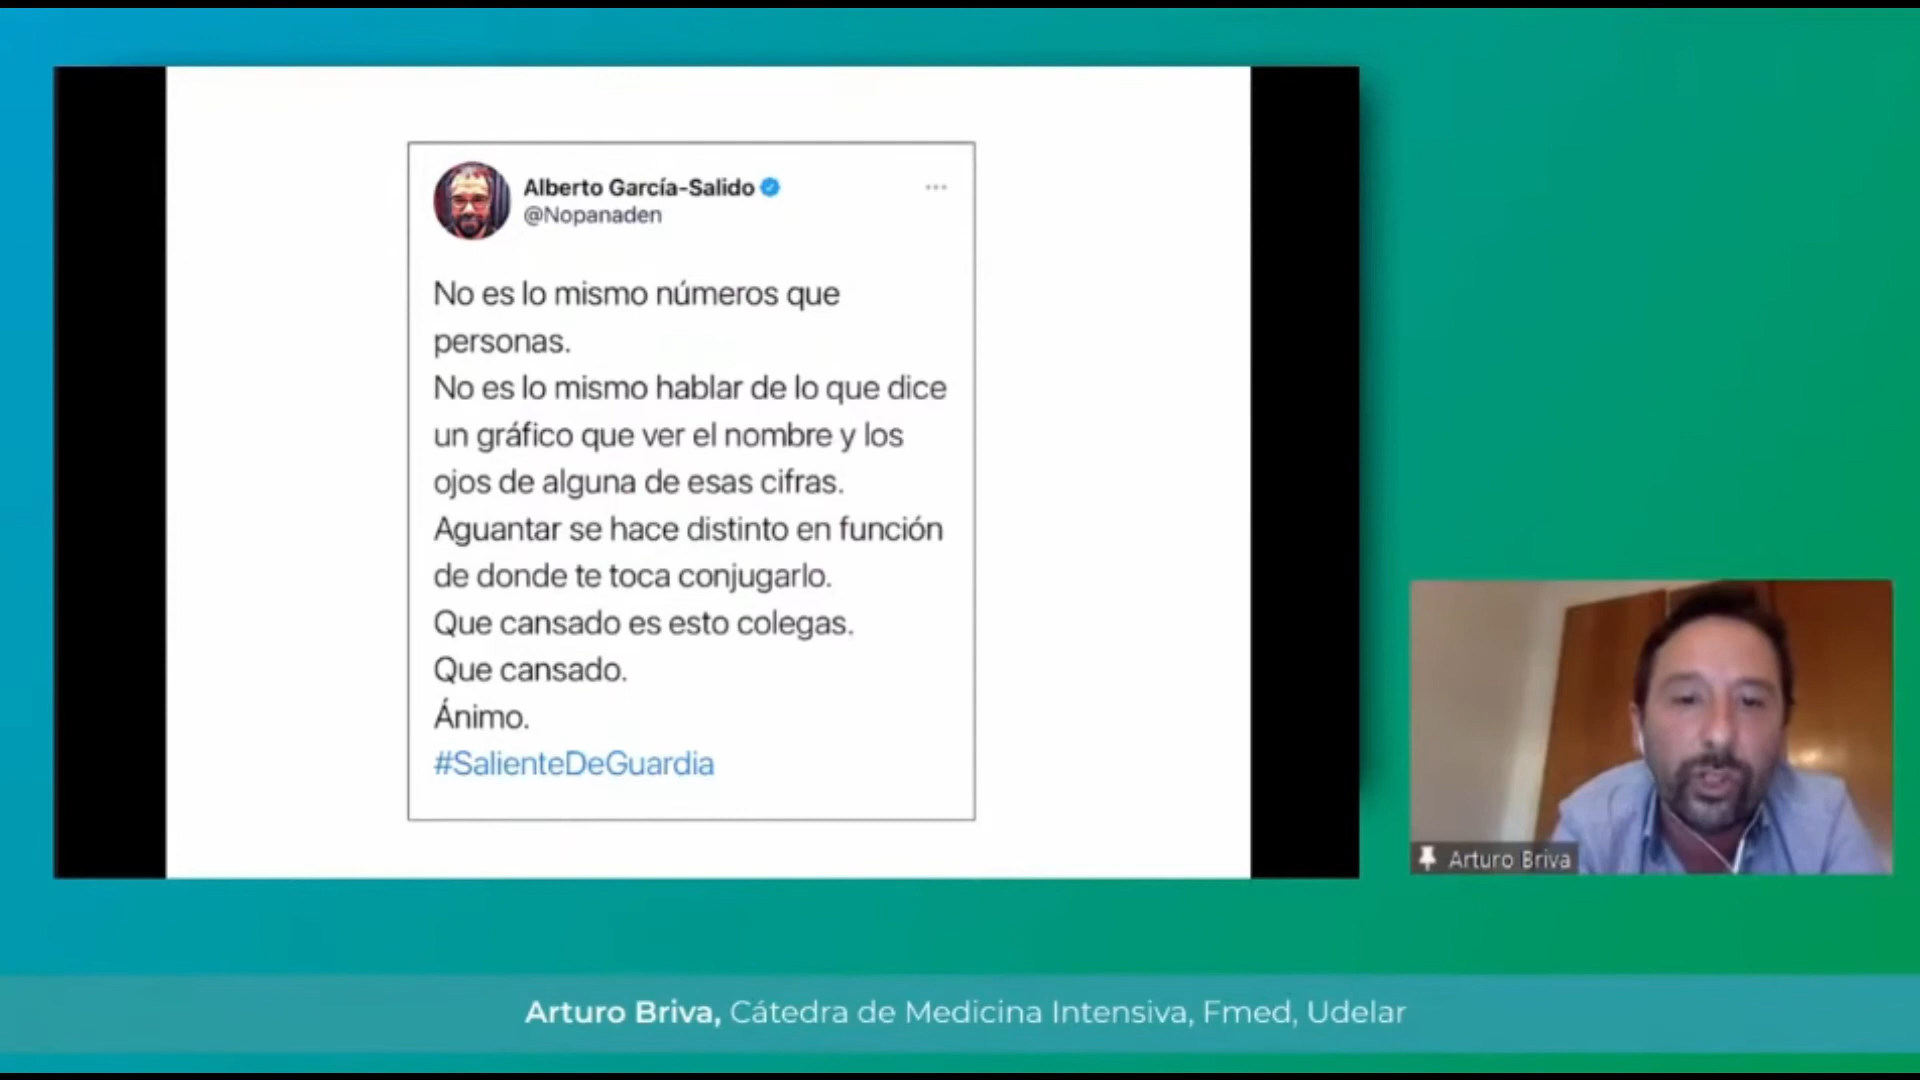 Alberto García-Salido
@Nopanaden
No es lo mismo números que
personas.
No es lo mismo hablar de lo que dice
un gráfico que ver el nombre y los
ojos de alguna de esas cifras.
Aguantar se hace distinto en función
de donde te toca conjugarlo.
Que cansado es esto colegas.
Que cansado.
Ánimo.
#SalienteDeGuardia
Arturo Briva
Arturo Briva, Cátedra de Medicina Intensiva, Fmed, Udelar